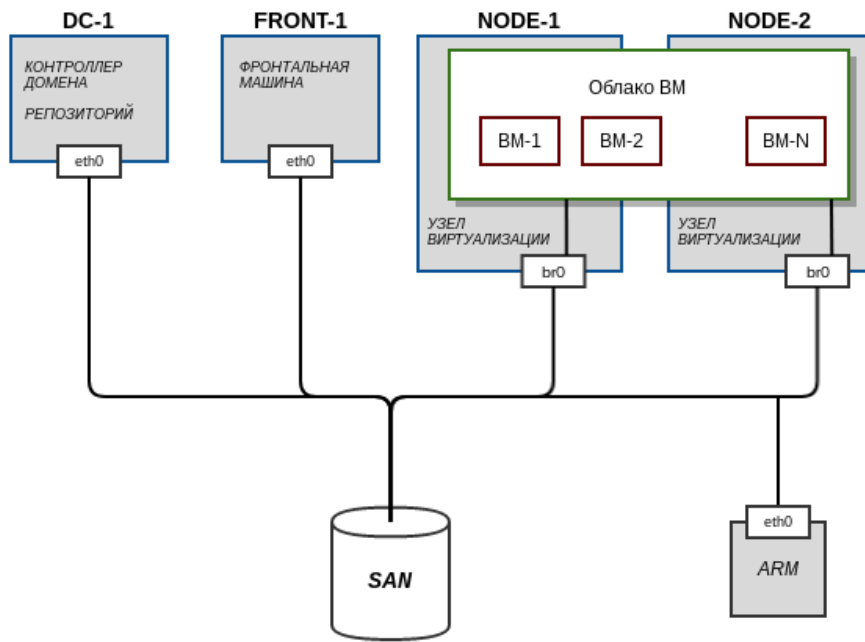 DC-1
FRONT-1
NODE-1
NODE-2
КОНТРОЛЛЕР
ДОМЕНА
РЕПОЗИТОРИЙ
eth0
ФРОНТАЛЬНАЯ
МАШИНА
eth0
Облако ВМ
ВМ-1
ВМ-2
ВМ-N
УЗЕЛ
ВИРТУАЛИЗАЦИИ
br0
УЗЕЛ
ВИРТУАЛИЗАЦИИ
br0
SAN
eth0
ARM